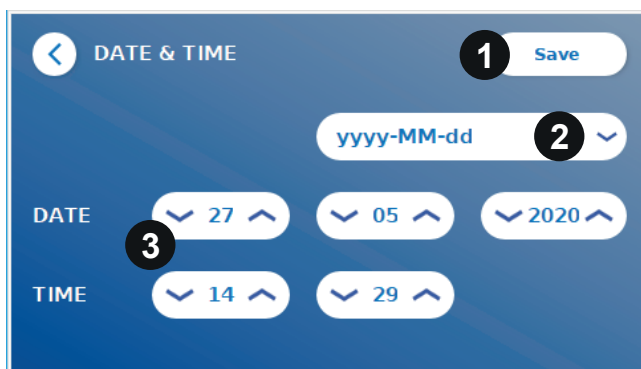 DATE & TIME 1 Save
yyyy-MM-dd 2
DATE 27 05 2020
3
TIME 14 29